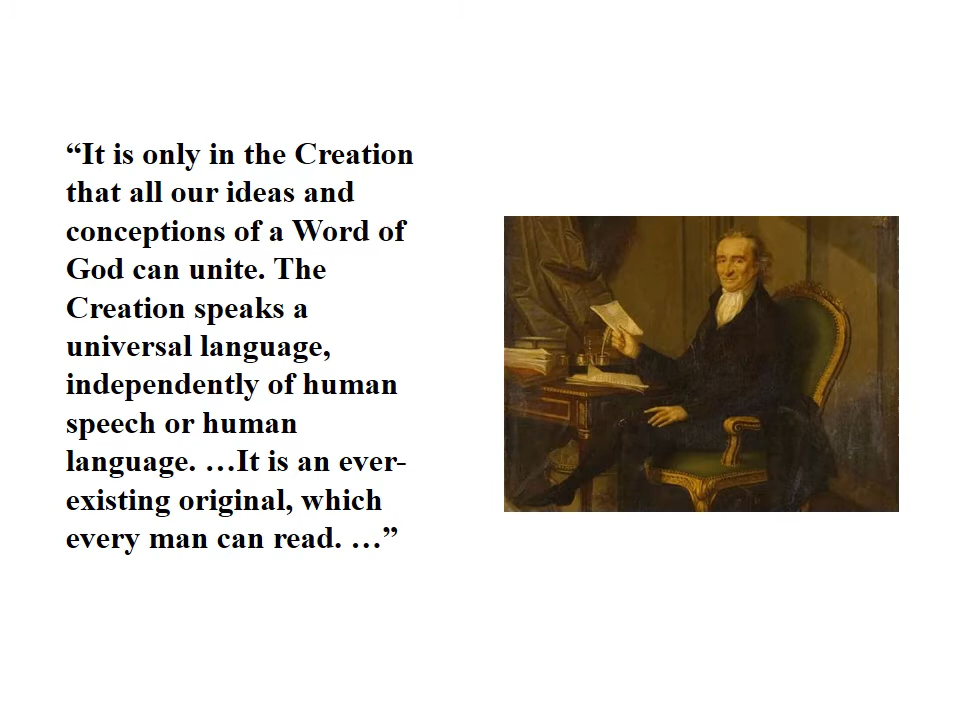 “It is only in the Creation
that all our ideas and
conceptions of a Word of
God can unite. The
Creation speaks a
universal language,
independently of human
speech or human
language. …It is an ever-
existing original, which
every man can read. …”